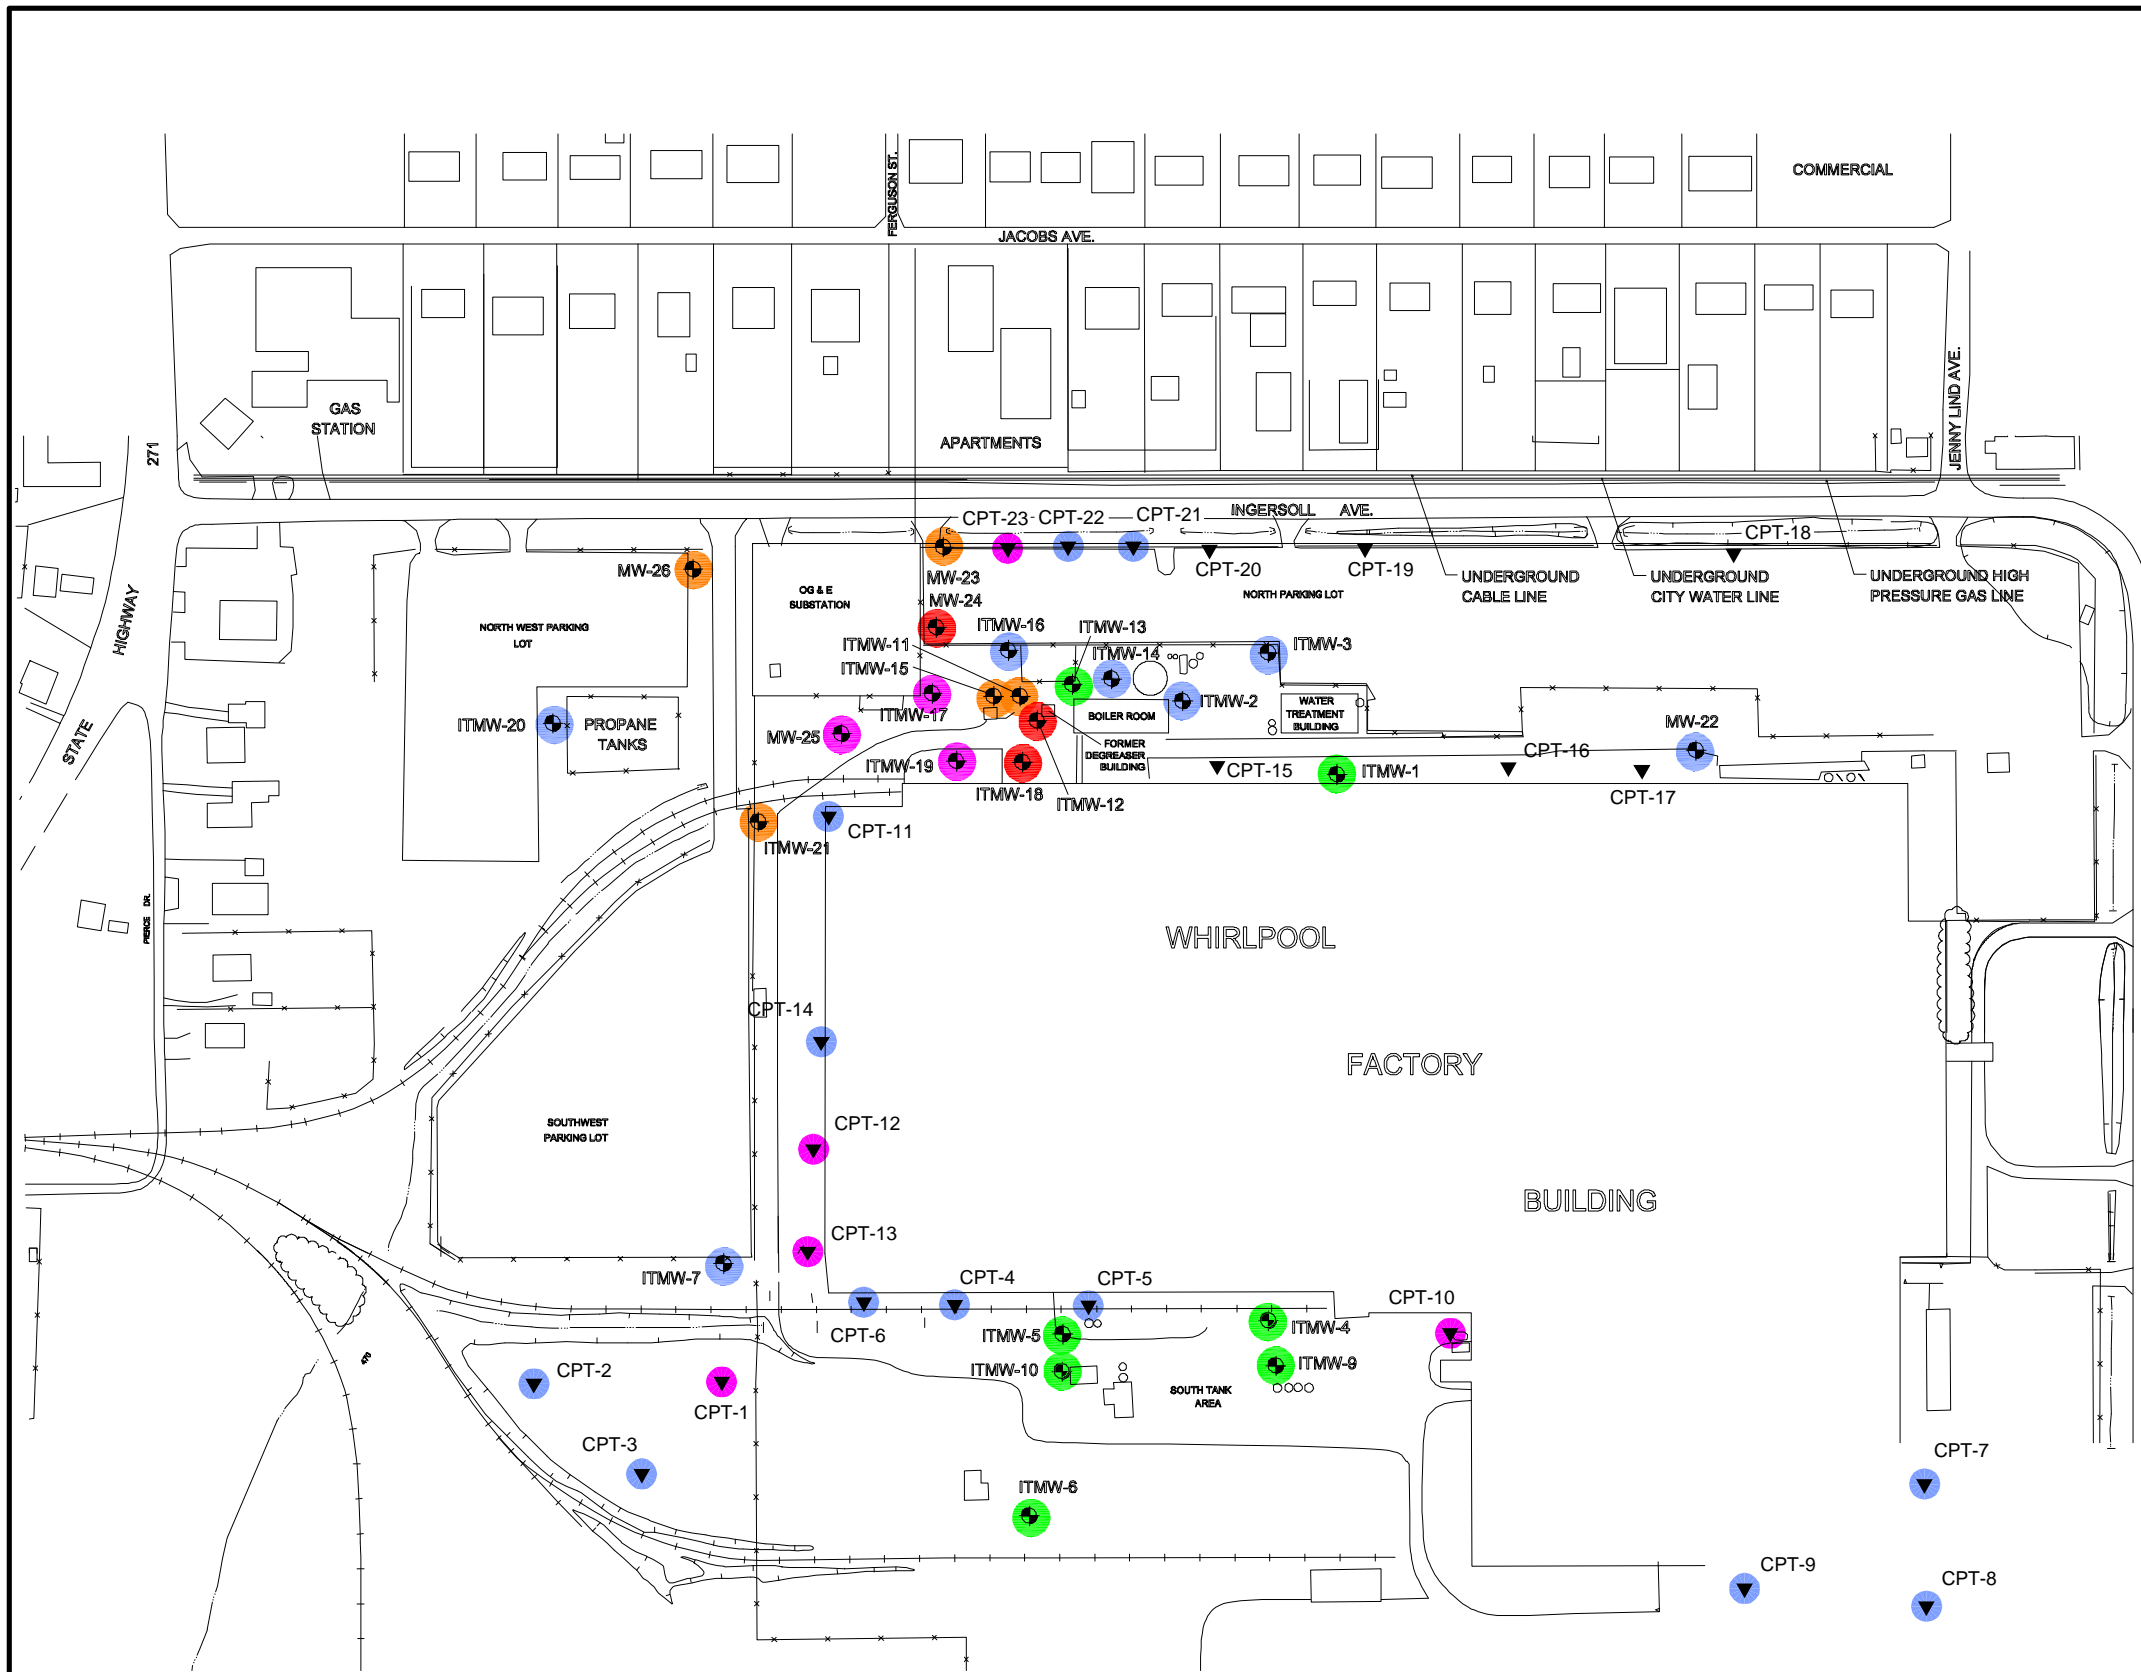 COMMERCIAL
FERGUSON ST.
JACOBS AVE.
GAS
STATION
APARTMENTS
JENNY LIND AVE.
271
HIGHWAY
STATE
INGERSOLL AVE.
CPT-23
CPT-22
CPT-21
CPT-18
MW-26
MW-23
CPT-20
CPT-19
UNDERGROUND
CABLE LINE
UNDERGROUND
CITY WATER LINE
UNDERGROUND HIGH
PRESSURE GAS LINE
OG & E
SUBSTATION
NORTH PARKING LOT
MW-24
NORTH WEST PARKING
LOT
ITMW-16
ITMW-13
ITMW-11
ITMW-14
ITMW-3
ITMW-15
ITMW-17
ITMW-2
ITMW-20
PROPANE
TANKS
WATER
TREATMENT
BUILDING
BOILER ROOM
MW-22
MW-25
FORMER
DEGREASER
BUILDING
CPT-16
ITMW-19
CPT-15
ITMW-1
ITMW-18
ITMW-12
CPT-17
CPT-11
ITMW-21
PIERCE DR.
WHIRLPOOL
CPT-14
FACTORY
SOUTHWEST
PARKING LOT
CPT-12
BUILDING
CPT-13
ITMW-7
CPT-4
CPT-5
CPT-10
CPT-6
ITMW-5
ITMW-4
ITMW-10
ITMW-9
470
CPT-2
SOUTH TANK
AREA
CPT-1
CPT-3
CPT-7
ITMW-6
CPT-9
CPT-8